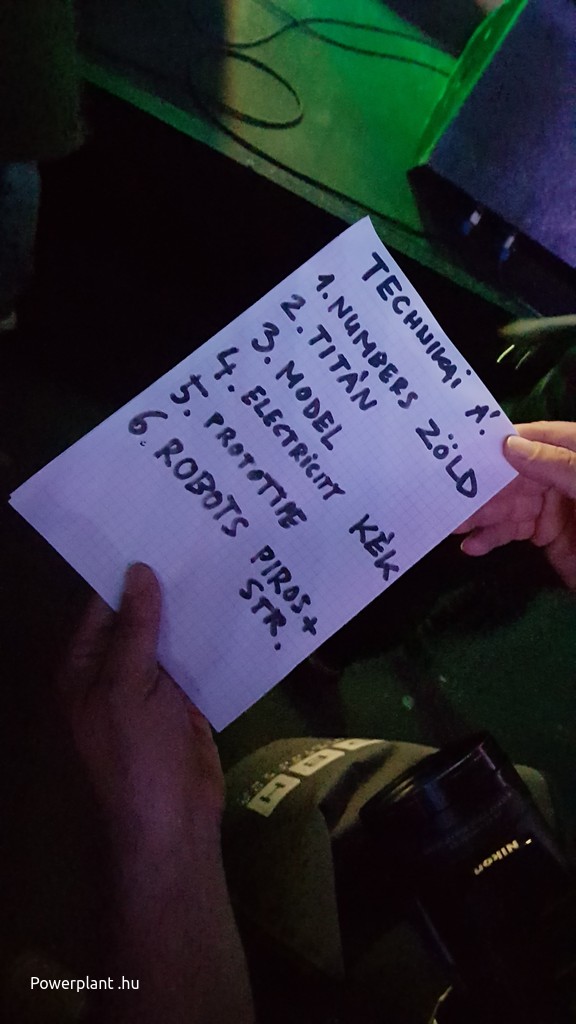 TECHNIKAI Á.
1. NUMBERS ZÖLD
2. TITÁN
3. MODEL
4. ELECTRICITY KÉK
5. PROTOTYPE
6. ROBOTS PIROS+
STR.
Nikon
Powerplant .hu